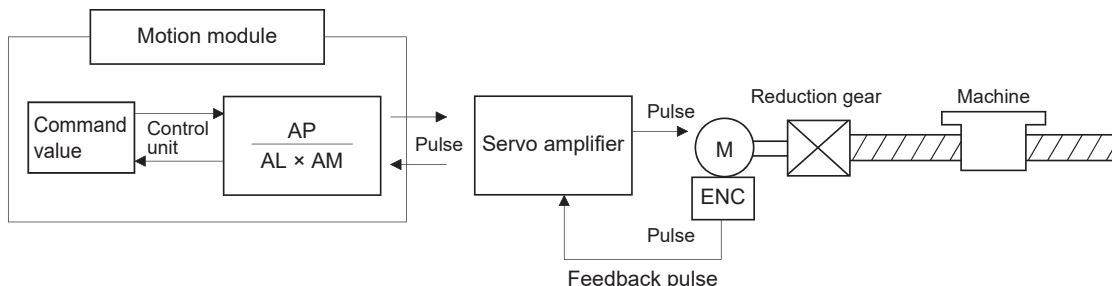 Motion module
Command
value
Control
unit
AP
AL × AM
Pulse
Servo amplifier
Pulse
M
ENC
Reduction gear
Machine
Pulse
Feedback pulse